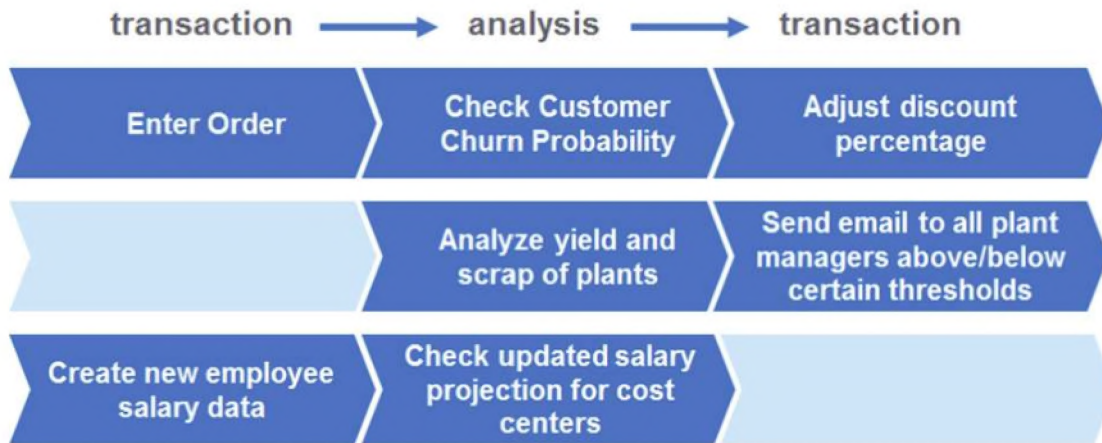 transaction analysis transaction
Enter Order
Check Customer
Churn Probability
Adjust discount
percentage
Analyze yield and
scrap of plants
Send email to all plant
managers above/below
certain thresholds
Create new employee
salary data
Check updated salary
projection for cost
centers